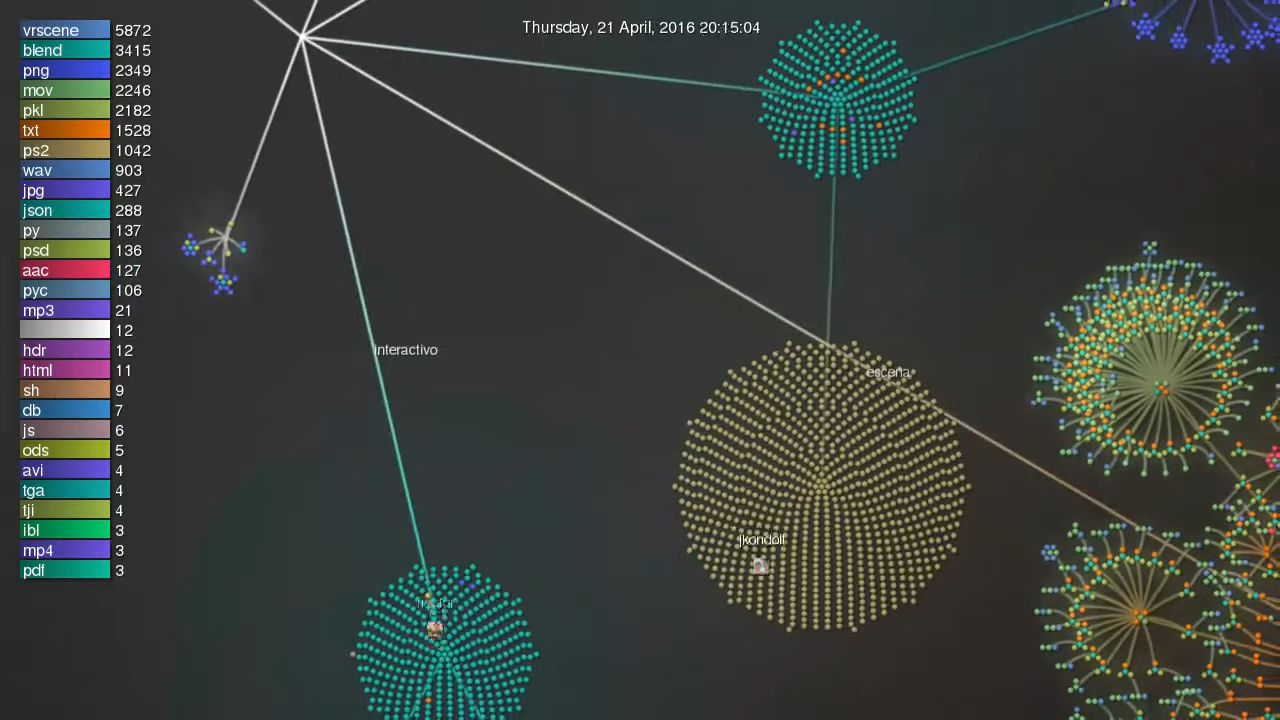 Thursday, 21 April, 2016 20:15:04
vrscene 5872
blend 3415
png 2349
mov 2246
pkl 2182
txt 1528
ps2 1042
wav 903
jpg 427
json 288
py 137
psd 136
aac 127
pyc 106
mp3 21
12
hdr 12
html 11
sh 9
db 7
js 6
ods 5
avi 4
tga 4
tji 4
ibl 3
mp4 3
pdf 3
Interactivo
escena
jkondoll